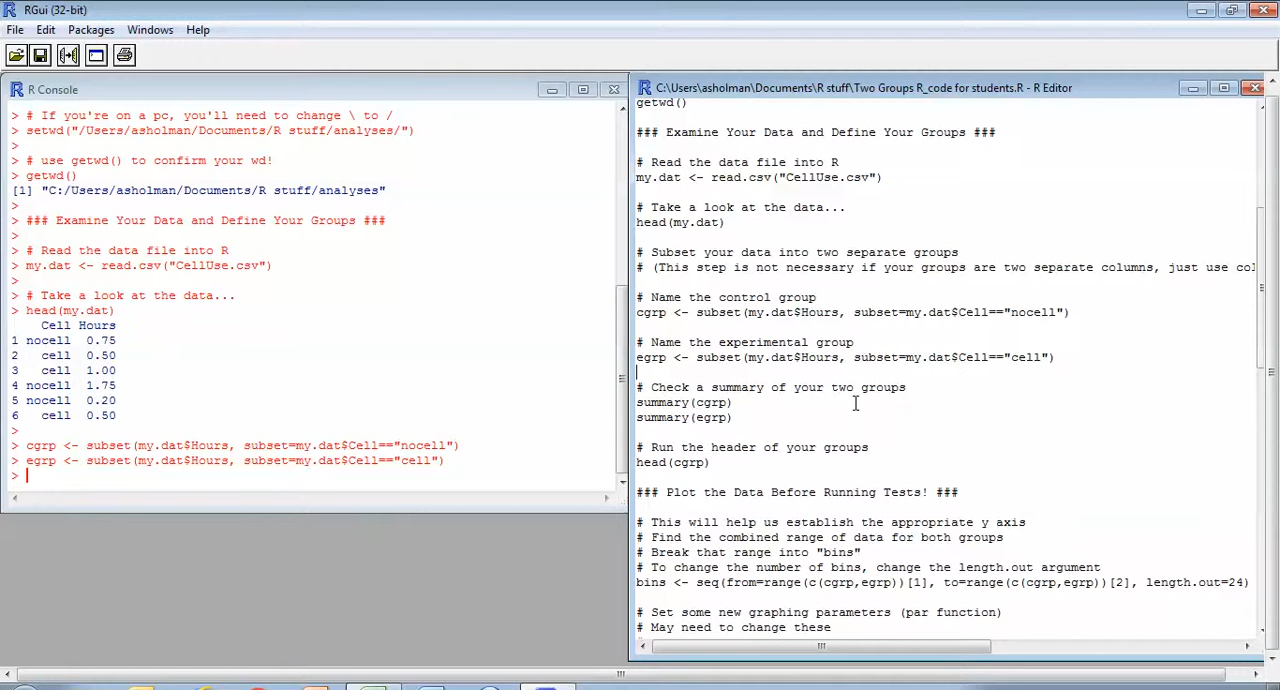 RGui (32-bit)
File Edit Packages Windows Help
R Console
> # If you're on a pc, you'll need to change \ to /
> setwd("/Users/asholman/Documents/R stuff/analyses/")
>
> # use getwd() to confirm your wd!
> getwd()
[1] "C:/Users/asholman/Documents/R stuff/analyses"
>
> ### Examine Your Data and Define Your Groups ###
>
> # Read the data file into R
> my.dat <- read.csv("CellUse.csv")
>
> # Take a look at the data...
> head(my.dat)
Cell Hours
1 nocell 0.75
2 cell 0.50
3 cell 1.00
4 nocell 1.75
5 nocell 0.20
6 cell 0.50
>
> cgrp <- subset(my.dat$Hours, subset=my.dat$Cell=="nocell")
> egrp <- subset(my.dat$Hours, subset=my.dat$Cell=="cell")
>
C:\Users\asholman\Documents\R stuff\Two Groups R_code for students.R - R Editor
getwd()
### Examine Your Data and Define Your Groups ###
# Read the data file into R
my.dat <- read.csv("CellUse.csv")
# Take a look at the data...
head(my.dat)
# Subset your data into two separate groups
# (This step is not necessary if your groups are two separate columns, just use col
# Name the control group
cgrp <- subset(my.dat$Hours, subset=my.dat$Cell=="nocell")
# Name the experimental group
egrp <- subset(my.dat$Hours, subset=my.dat$Cell=="cell")
# Check a summary of your two groups
summary(cgrp)
summary(egrp)
# Run the header of your groups
head(cgrp)
### Plot the Data Before Running Tests! ###
# This will help us establish the appropriate y axis
# Find the combined range of data for both groups
# Break that range into "bins"
# To change the number of bins, change the length.out argument
bins <- seq(from=range(c(cgrp,egrp))[1], to=range(c(cgrp,egrp))[2], length.out=24)
# Set some new graphing parameters (par function)
# May need to change these